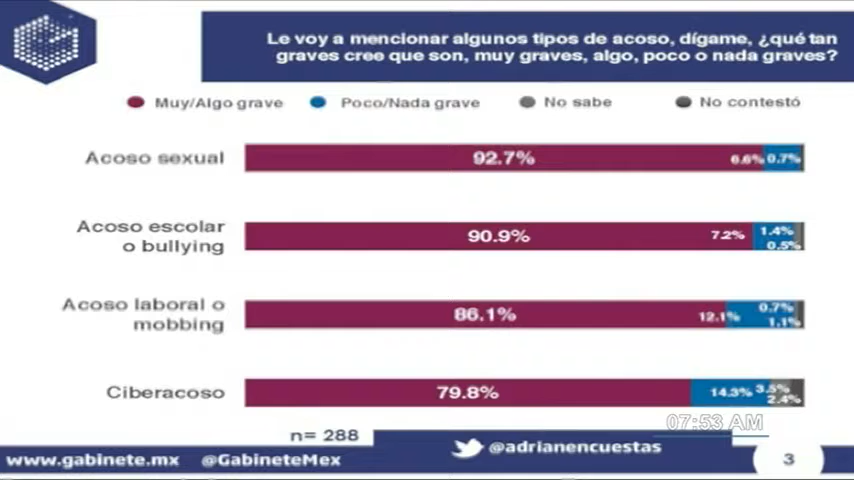 Le voy a mencionar algunos tipos de acoso, dígame, ¿qué tan
graves cree que son, muy graves, algo, poco o nada graves?
Muy/Algo grave Poco/Nada grave No sabe No contestó
Acoso sexual 92.7% 6.6% 0.7%
Acoso escolar
o bullying
90.9% 7.2% 1.4%
0.5%
Acoso laboral o
mobbing
86.1% 12.1% 0.7%
1.1%
Ciberacoso 79.8% 14.3% 3.5%
2.4%
07:53 AM
n= 288
www.gabinete.mx @GabineteMex @adrianencuestas 3